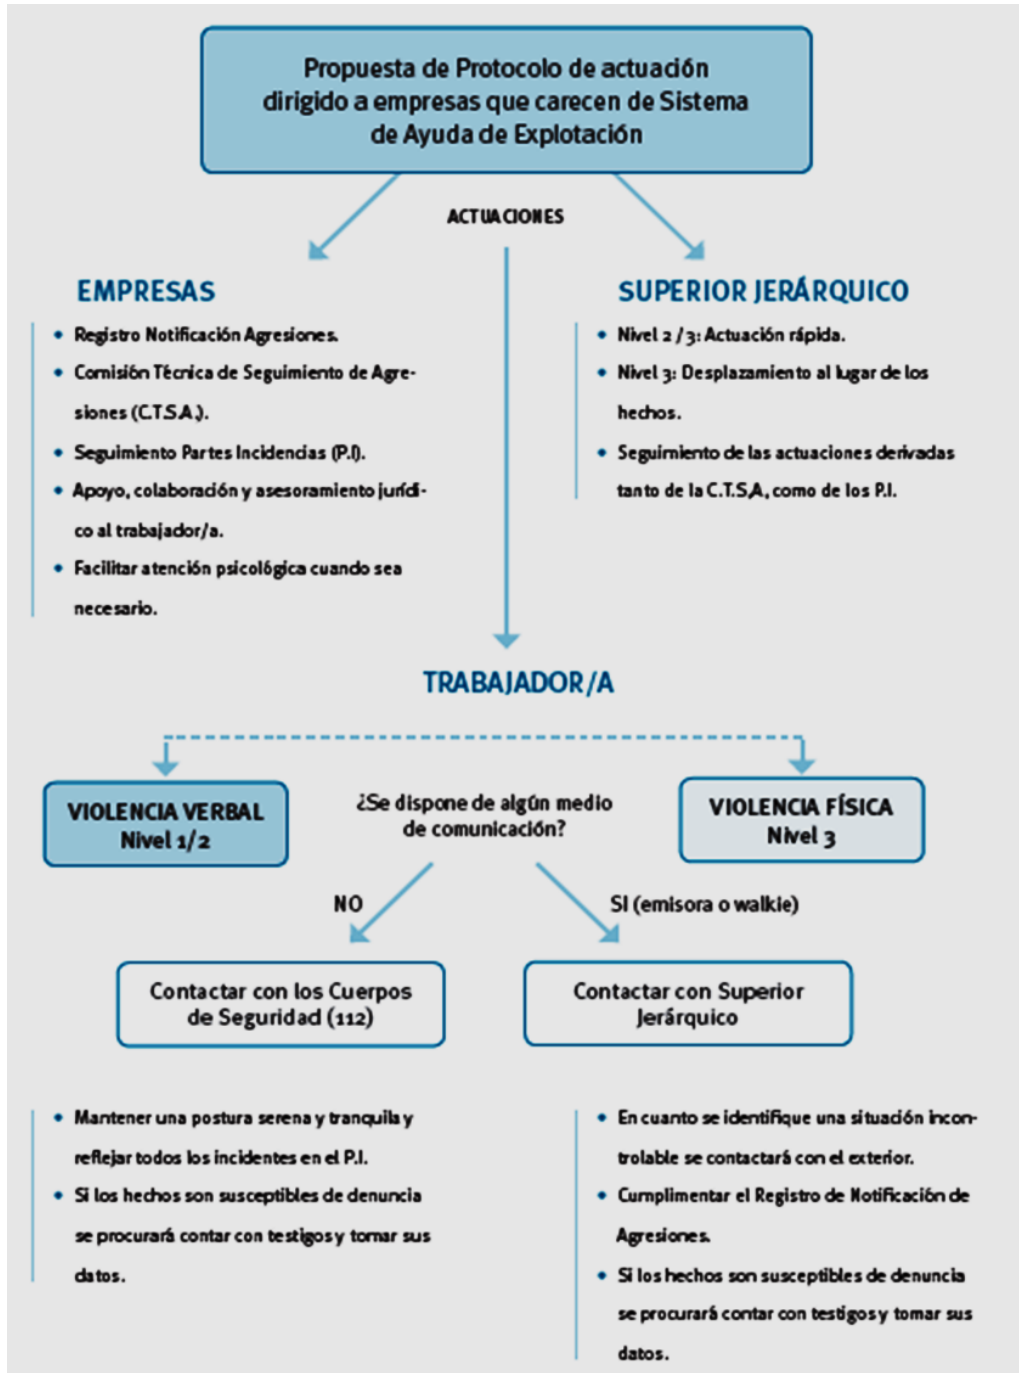 Propuesta de Protocolo de actuación
dirigido a empresas que carecen de Sistema
de Ayuda de Explotación
ACTUACIONES
EMPRESAS
• Registro Notificación Agresiones.
• Comisión Técnica de Seguimiento de Agre-
siones (C.T.S.A.).
• Seguimiento Partes Incidencias (P.I).
• Apoyo, colaboración y asesoramiento jurídi-
co al trabajador/a.
• Facilitar atención psicológica cuando sea
necesario.
SUPERIOR JERÁRQUICO
• Nivel 2 / 3: Actuación rápida.
• Nivel 3: Desplazamiento al lugar de los
hechos.
• Seguimiento de las actuaciones derivadas
tanto de la C.T.S.A, como de los P.I.
TRABAJADOR/A
VIOLENCIA VERBAL
Nivel 1/2
¿Se dispone de algún medio
de comunicación?
VIOLENCIA FÍSICA
Nivel 3
NO
SI (emisora o walkie)
Contactar con los Cuerpos
de Seguridad (112)
Contactar con Superior
Jerárquico
• Mantener una postura serena y tranquila y
reflejar todos los incidentes en el P.I.
• Si los hechos son susceptibles de denuncia
se procurará contar con testigos y tomar sus
datos.
• En cuanto se identifique una situación incon-
trolable se contactará con el exterior.
• Cumplimentar el Registro de Notificación de
Agresiones.
• Si los hechos son susceptibles de denuncia
se procurará contar con testigos y tomar sus
datos.